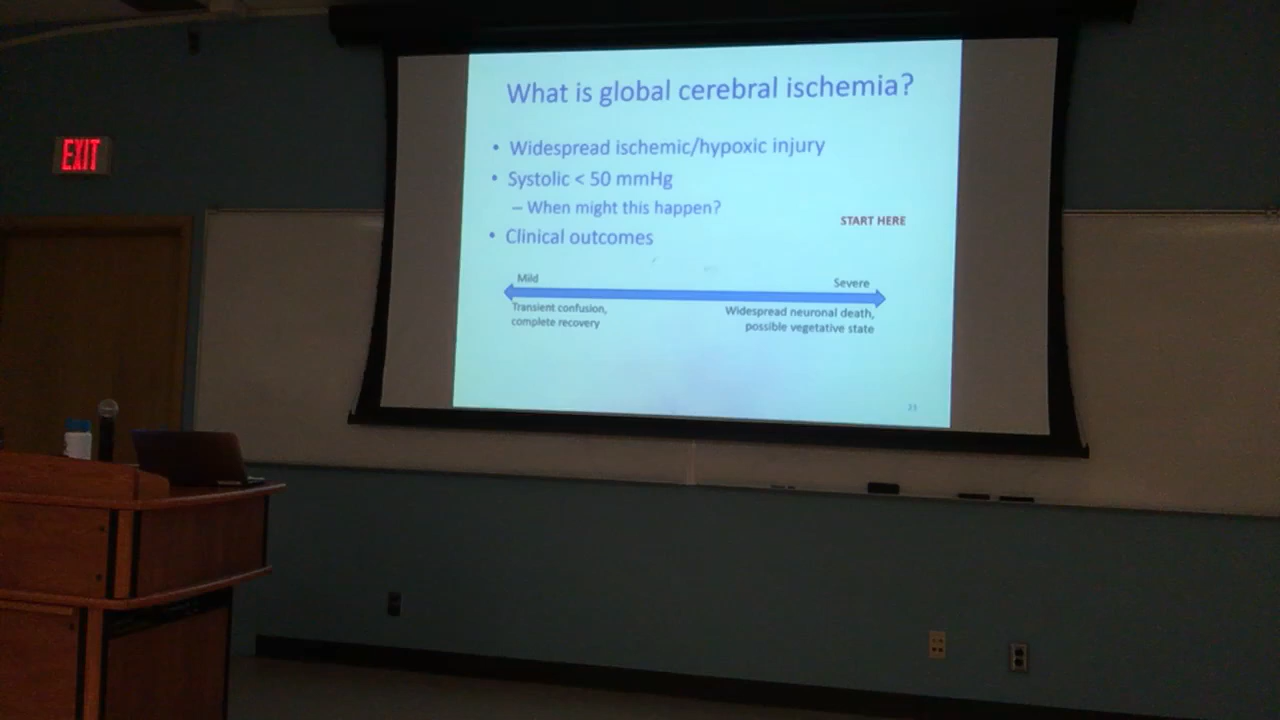 EXIT
What is global cerebral ischemia?
• Widespread ischemic/hypoxic injury
• Systolic < 50 mmHg
– When might this happen?
START HERE
• Clinical outcomes
Mild
Severe
Transient confusion,
complete recovery
Widespread neuronal death,
possible vegetative state